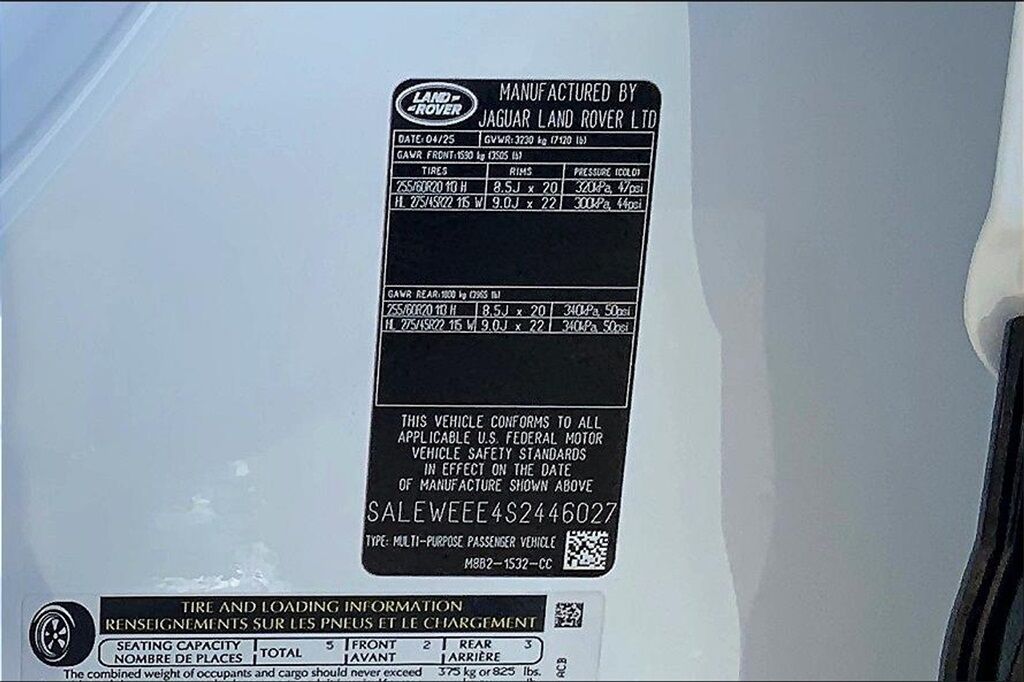 LAND ROVER
MANUFACTURED BY
JAGUAR LAND ROVER LTD
DATE: 04/25 GVWR: 3230 kg (7120 lb)
GAWR FRONT: 1590 kg (3505 lb)
TIRES RIMS PRESSURE (COLD)
255/60R20 113 H 8.5J x 20 320kPa, 47psi
HL 275/45R22 115 W 9.0J x 22 300kPa, 44psi
GAWR REAR: 1800 kg (3965 lb)
255/60R20 113 H 8.5J x 20 340kPa, 50psi
HL 275/45R22 115 W 9.0J x 22 340kPa, 50psi
THIS VEHICLE CONFORMS TO ALL
APPLICABLE U.S. FEDERAL MOTOR
VEHICLE SAFETY STANDARDS
IN EFFECT ON THE DATE
OF MANUFACTURE SHOWN ABOVE
SALEWEEE4S2446027
TYPE: MULTI-PURPOSE PASSENGER VEHICLE
M8B2-1532-CC
TIRE AND LOADING INFORMATION
RENSEIGNEMENTS SUR LES PNEUS ET LE CHARGEMENT
SEATING CAPACITY
NOMBRE DE PLACES
TOTAL 5
FRONT 2
AVANT
REAR 3
ARRIÈRE
ACB
The combined weight of occupants and cargo should never exceed 375 kg or 825 lbs.